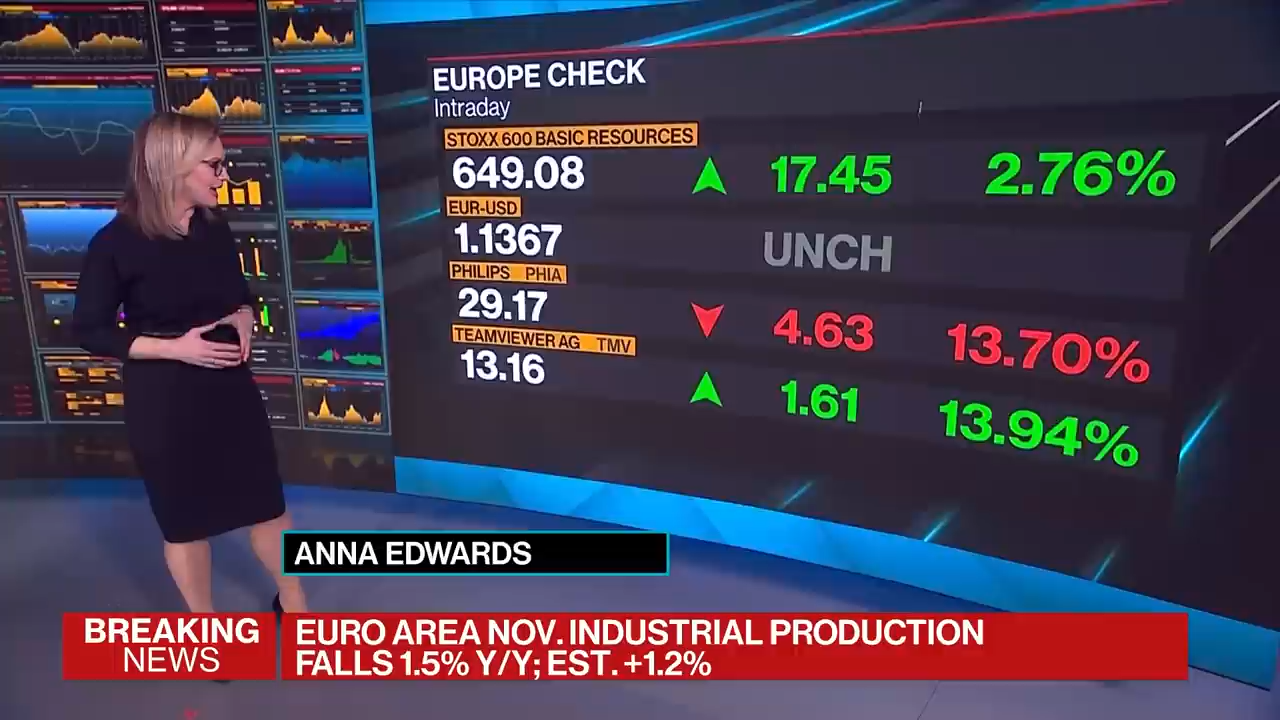 EUROPE CHECK
Intraday
STOXX 600 BASIC RESOURCES
649.08 17.45 2.76%
EUR-USD
1.1367 UNCH
PHILIPS PHIA
29.17 4.63 13.70%
TEAMVIEWER AG TMV
13.16 1.61 13.94%
ANNA EDWARDS
BREAKING
NEWS
EURO AREA NOV. INDUSTRIAL PRODUCTION
FALLS 1.5% Y/Y; EST. +1.2%